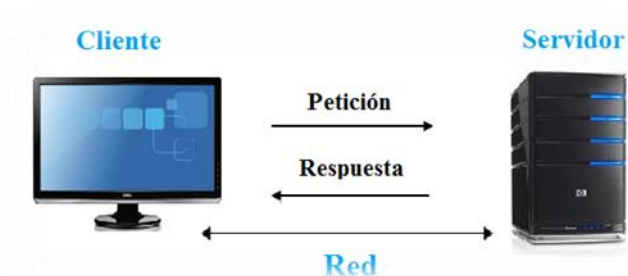 Cliente
Servidor
Petición
Respuesta
Red